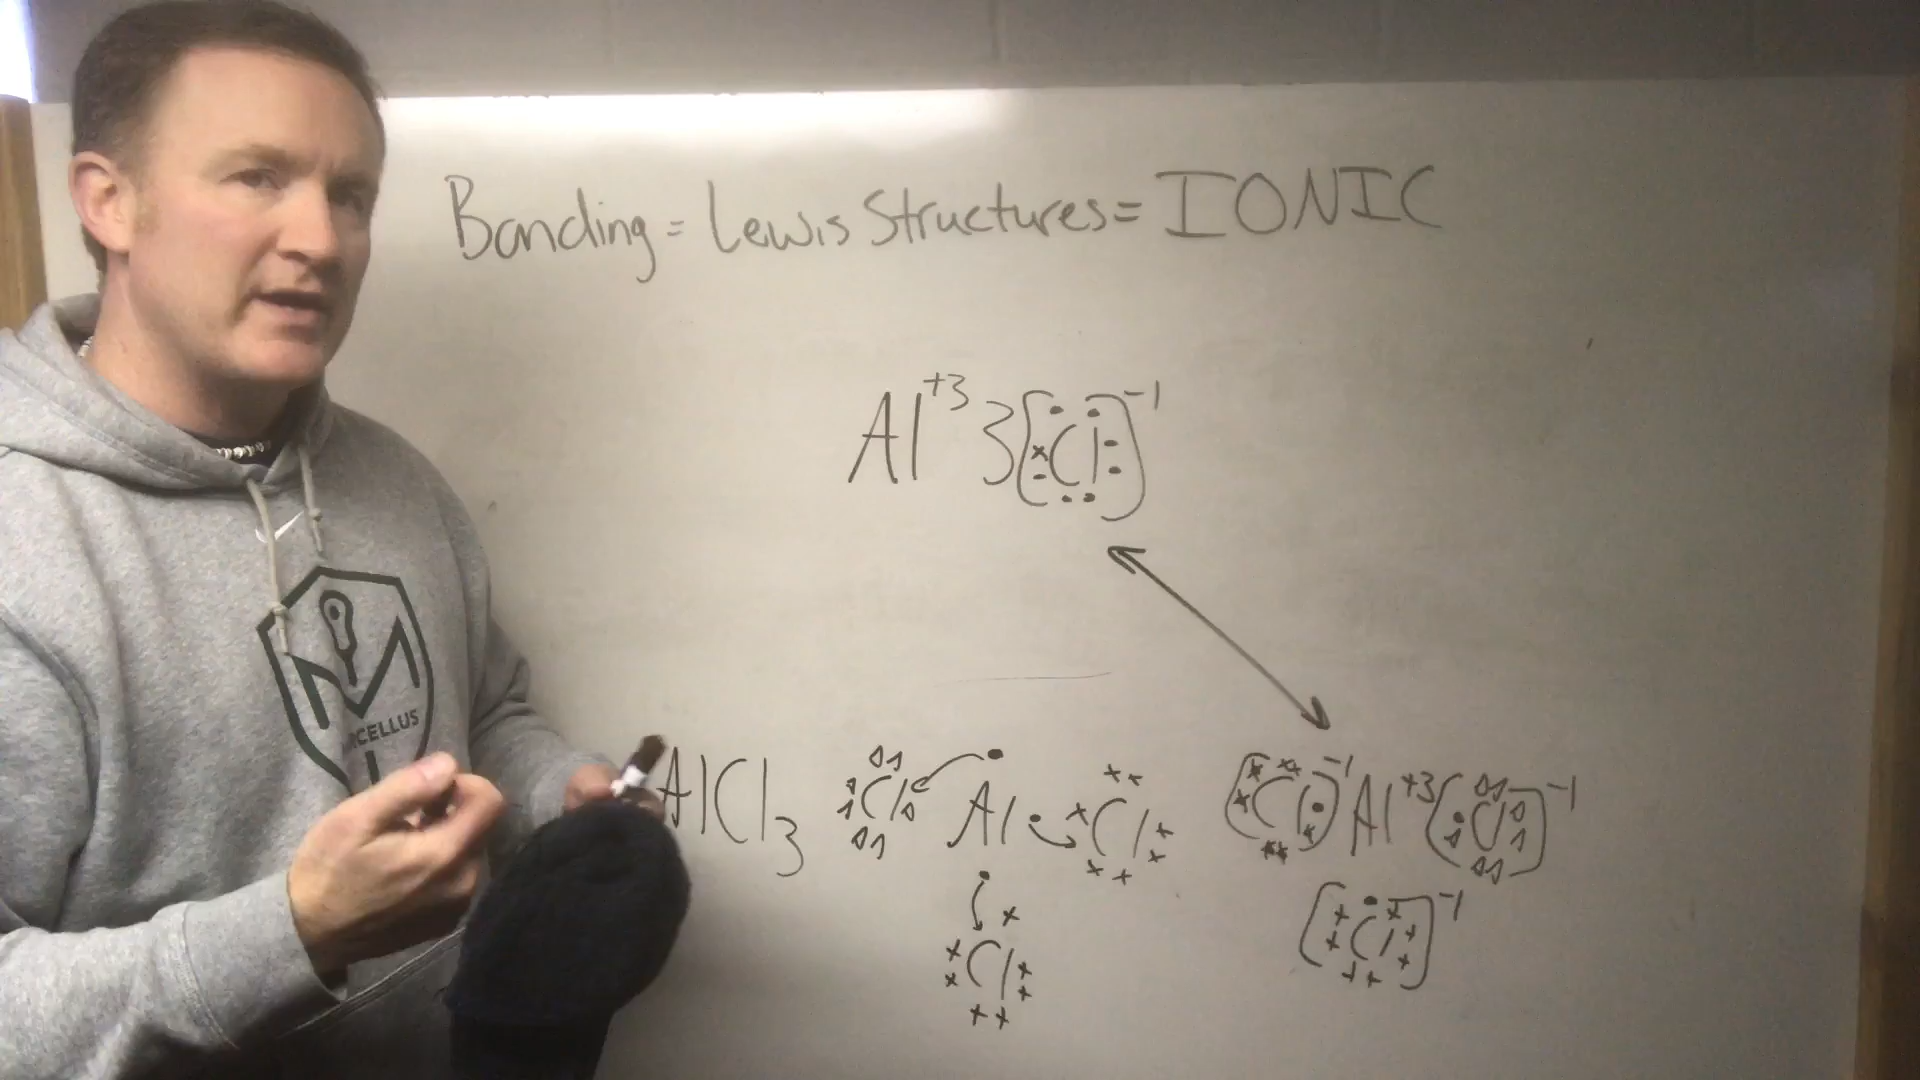 Bonding = Lewis Structures = IONIC
Al+3 3[Cl]-1
AlCl3 Cl Al Cl [Cl]-1 Al+3 [Cl]-1
Cl [Cl]-1
M
RCELLUS